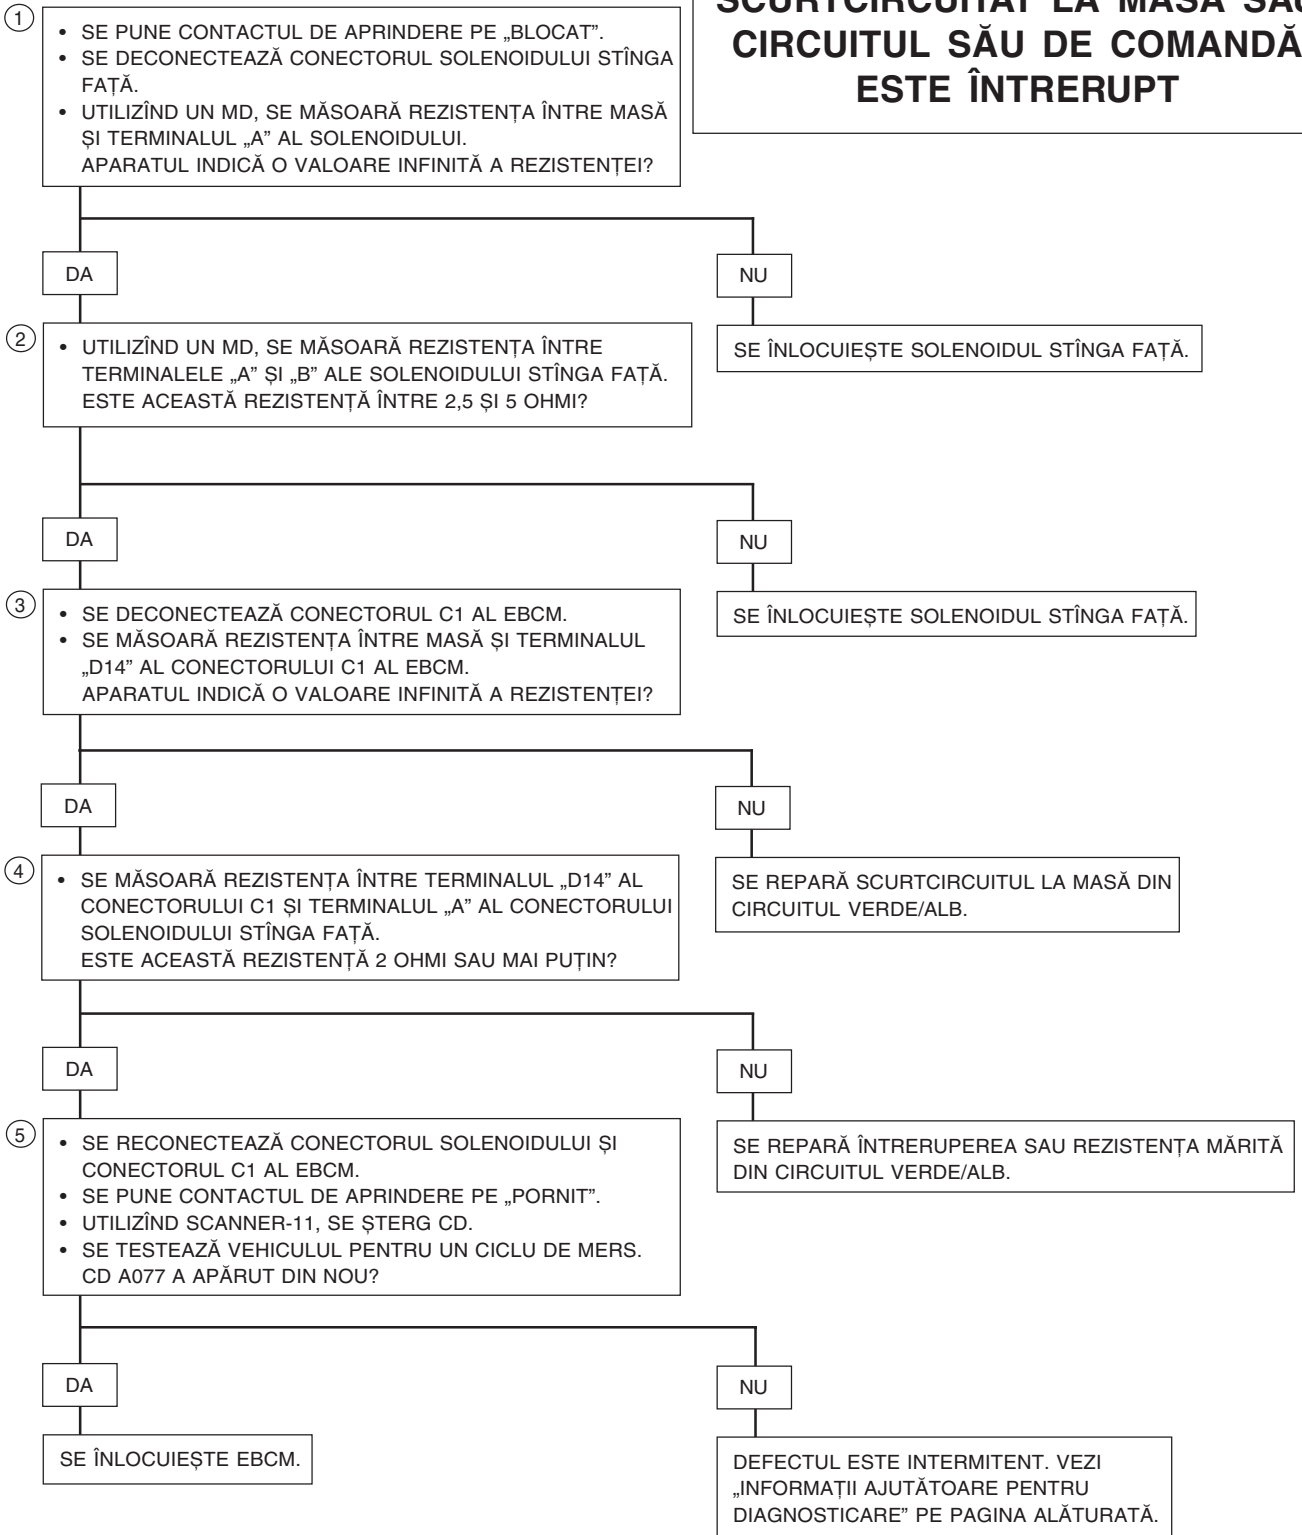 SCURTCIRCUITAT LA MASĂ SAU
CIRCUITUL SĂU DE COMANDĂ
ESTE ÎNTRERUPT
1
• SE PUNE CONTACTUL DE APRINDERE PE „BLOCAT”.
• SE DECONECTEAZĂ CONECTORUL SOLENOIDULUI STÎNGA
FAȚĂ.
• UTILIZÎND UN MD, SE MĂSOARĂ REZISTENȚA ÎNTRE MASĂ
ȘI TERMINALUL „A” AL SOLENOIDULUI.
APARATUL INDICĂ O VALOARE INFINITĂ A REZISTENȚEI?
DA
NU
2
• UTILIZÎND UN MD, SE MĂSOARĂ REZISTENȚA ÎNTRE
TERMINALELE „A” ȘI „B” ALE SOLENOIDULUI STÎNGA FAȚĂ.
ESTE ACEASTĂ REZISTENȚĂ ÎNTRE 2,5 ȘI 5 OHMI?
SE ÎNLOCUIEȘTE SOLENOIDUL STÎNGA FAȚĂ.
DA
NU
3
• SE DECONECTEAZĂ CONECTORUL C1 AL EBCM.
• SE MĂSOARĂ REZISTENȚA ÎNTRE MASĂ ȘI TERMINALUL
„D14” AL CONECTORULUI C1 AL EBCM.
APARATUL INDICĂ O VALOARE INFINITĂ A REZISTENȚEI?
SE ÎNLOCUIEȘTE SOLENOIDUL STÎNGA FAȚĂ.
DA
NU
4
• SE MĂSOARĂ REZISTENȚA ÎNTRE TERMINALUL „D14” AL
CONECTORULUI C1 ȘI TERMINALUL „A” AL CONECTORULUI
SOLENOIDULUI STÎNGA FAȚĂ.
ESTE ACEASTĂ REZISTENȚĂ 2 OHMI SAU MAI PUȚIN?
SE REPARĂ SCURTCIRCUITUL LA MASĂ DIN
CIRCUITUL VERDE/ALB.
DA
NU
5
• SE RECONECTEAZĂ CONECTORUL SOLENOIDULUI ȘI
CONECTORUL C1 AL EBCM.
• SE PUNE CONTACTUL DE APRINDERE PE „PORNIT”.
• UTILIZÎND SCANNER-11, SE ȘTERG CD.
• SE TESTEAZĂ VEHICULUL PENTRU UN CICLU DE MERS.
CD A077 A APĂRUT DIN NOU?
SE REPARĂ ÎNTRERUPEREA SAU REZISTENȚA MĂRITĂ
DIN CIRCUITUL VERDE/ALB.
DA
NU
SE ÎNLOCUIEȘTE EBCM.
DEFECTUL ESTE INTERMITENT. VEZI
„INFORMAȚII AJUTĂTOARE PENTRU
DIAGNOSTICARE” PE PAGINA ALĂTURATĂ.